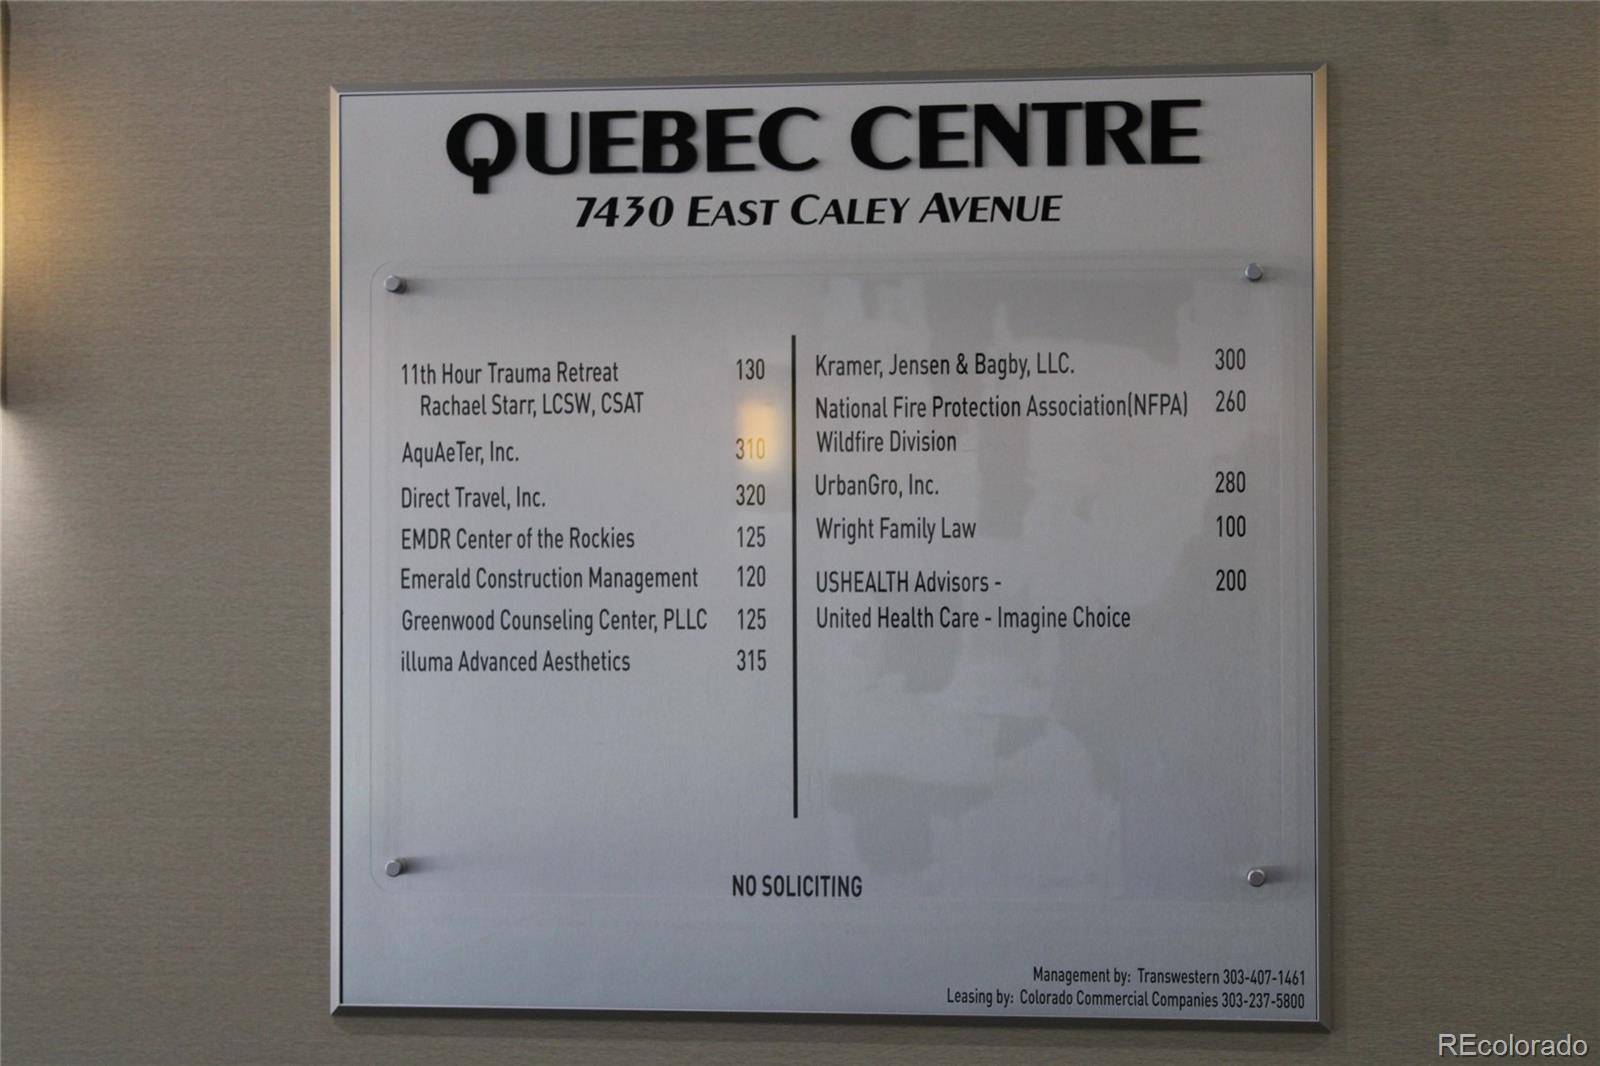 QUEBEC CENTRE
7430 EAST CALEY AVENUE
11th Hour Trauma Retreat 130
Rachael Starr, LCSW, CSAT
AquAeTer, Inc. 310
Direct Travel, Inc. 320
EMDR Center of the Rockies 125
Emerald Construction Management 120
Greenwood Counseling Center, PLLC 125
illuma Advanced Aesthetics 315
Kramer, Jensen & Bagby, LLC. 300
National Fire Protection Association(NFPA) 260
Wildfire Division
UrbanGro, Inc. 280
Wright Family Law 100
USHEALTH Advisors - 200
United Health Care - Imagine Choice
NO SOLICITING
Management by: Transwestern 303-407-1461
Leasing by: Colorado Commercial Companies 303-237-5800
REcolorado